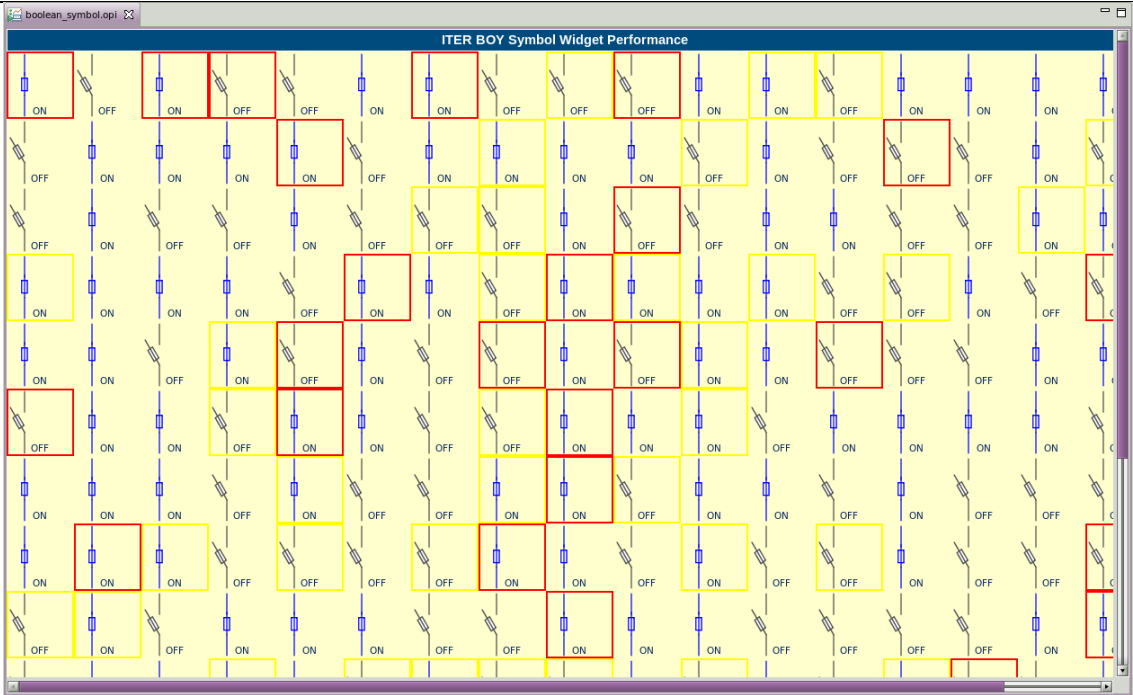 boolean_symbol.opi
ITER BOY Symbol Widget Performance
ON OFF ON OFF OFF ON ON OFF OFF OFF ON ON OFF ON ON ON
OFF ON ON ON ON OFF ON ON ON ON OFF ON OFF OFF OFF ON
OFF ON OFF OFF ON OFF OFF OFF ON OFF OFF ON ON OFF OFF ON
ON ON ON ON OFF ON ON OFF ON ON ON ON OFF OFF ON OFF
ON ON OFF ON OFF ON OFF OFF ON OFF ON ON OFF OFF OFF ON
OFF ON ON OFF ON ON OFF OFF ON ON ON OFF ON ON ON ON
ON ON ON OFF ON OFF OFF ON ON OFF ON ON OFF ON OFF ON
ON ON ON OFF OFF OFF OFF ON ON OFF ON OFF OFF ON OFF OFF
OFF ON OFF ON ON ON OFF OFF ON ON ON OFF OFF OFF OFF ON